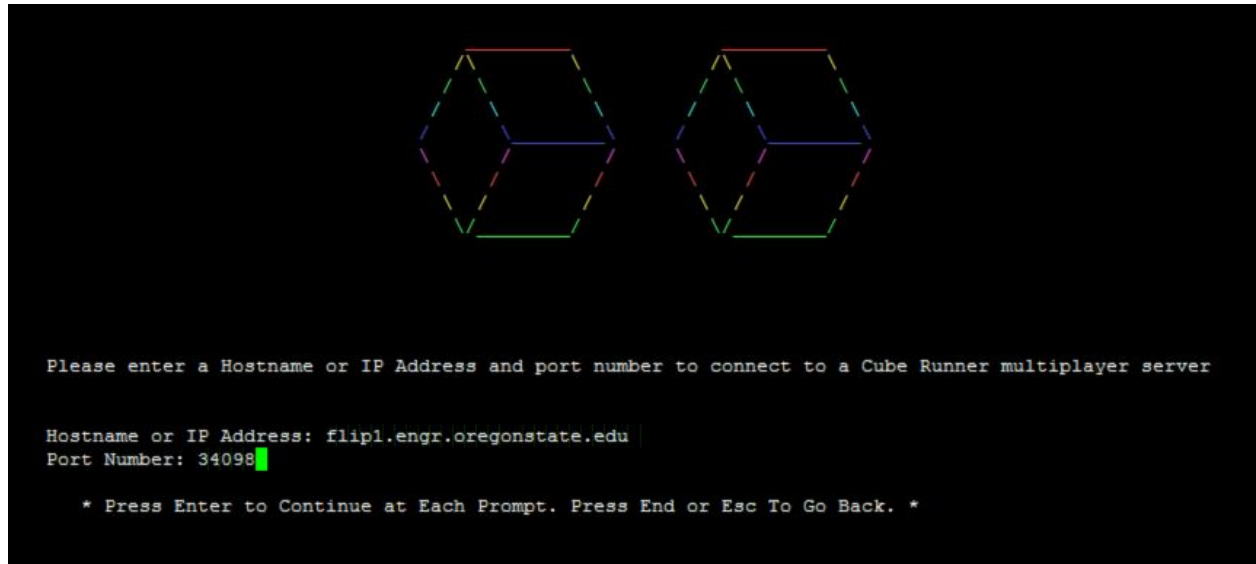 Please enter a Hostname or IP Address and port number to connect to a Cube Runner multiplayer server
Hostname or IP Address: flip1.engr.oregonstate.edu
Port Number: 34098
* Press Enter to Continue at Each Prompt. Press End or Esc To Go Back. *